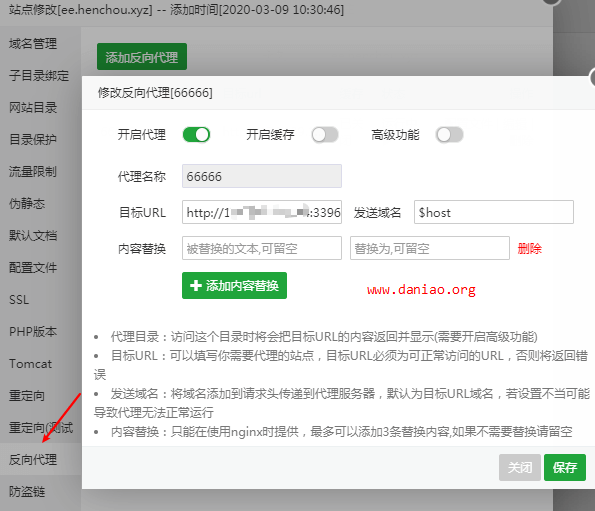 站点修改[ee.henchou.xyz] -- 添加时间[2020-03-09 10:30:46]
域名管理
子目录绑定
网站目录
目录保护
流量限制
伪静态
默认文档
配置文件
SSL
PHP版本
Tomcat
重定向
重定向(测试
反向代理
防盗链
添加反向代理
修改反向代理[66666]
开启代理 开启缓存 高级功能
代理名称 66666
目标URL http://1 4:3396 发送域名 $host
内容替换 被替换的文本,可留空 替换为,可留空 删除
添加内容替换
www.daniao.org
• 代理目录：访问这个目录时将会把目标URL的内容返回并显示(需要开启高级功能)
• 目标URL：可以填写你需要代理的站点，目标URL必须为可正常访问的URL，否则将返回错
误
• 发送域名：将域名添加到请求头传递到代理服务器，默认为目标URL域名，若设置不当可能
导致代理无法正常运行
• 内容替换：只能在使用nginx时提供，最多可以添加3条替换内容,如果不需要替换请留空
关闭 保存